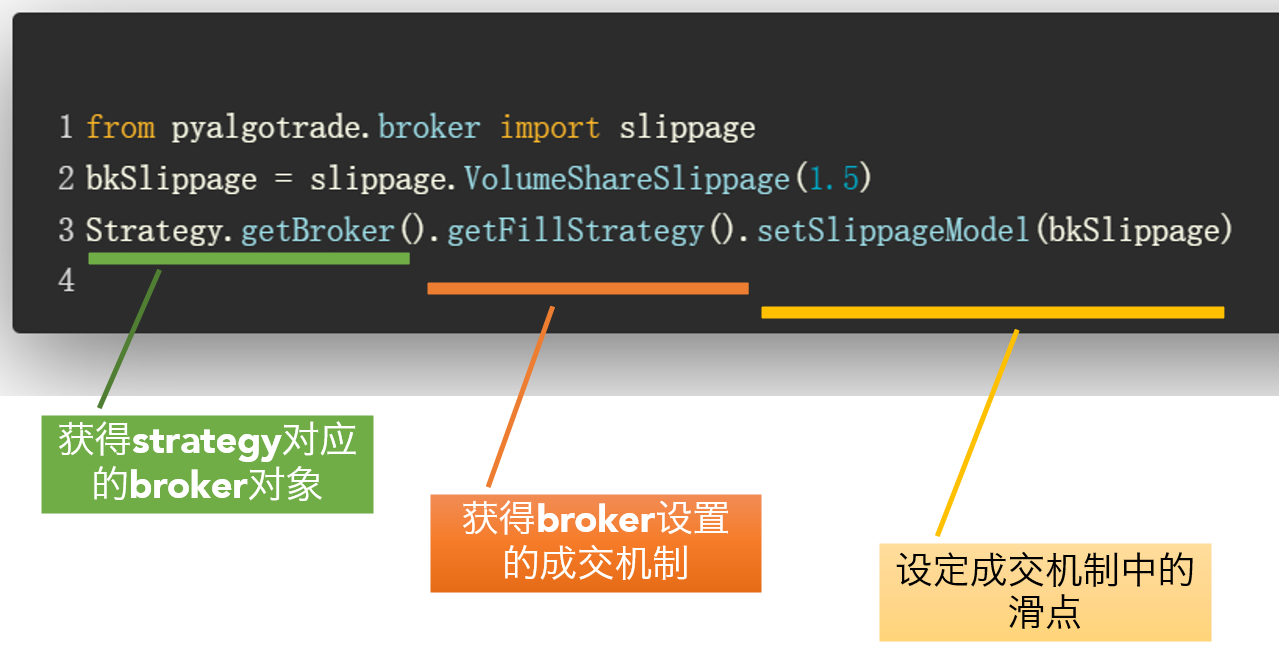 1 from pyalgotrade.broker import slippage
2 bkSlippage = slippage.VolumeShareSlippage(1.5)
3 Strategy.getBroker().getFillStrategy().setSlippageModel(bkSlippage)
4
获得strategy对应
的broker对象
获得broker设置
的成交机制
设定成交机制中的
滑点